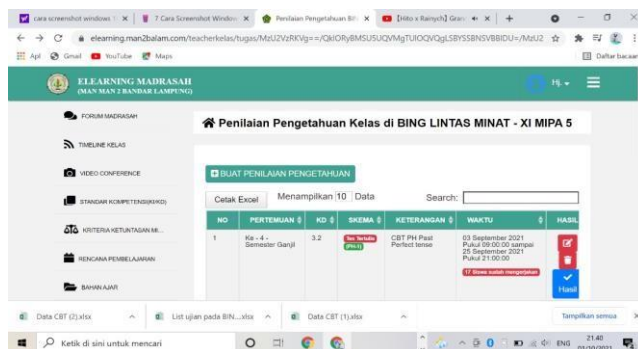 cara screenshot windows 1
7 Cara Screenshot Window
Penilaian Pengetahuan BIN
[Hito x Rainych] Gran
elearning.man2balam.com/teacherkelas/tugas/
Apl
Gmail
YouTube
Maps
Daftar bacaan
ELEARNING MADRASAH
(MAN MAN 2 BANDAR LAMPUNG)
Hj.
FORUM MADRASAH
TIMELINE KELAS
VIDEO CONFERENCE
STANDAR KOMPETENSI(KI/KD)
KRITERIA KETUNTASAN MI...
RENCANA PEMBELAJARAN
BAHAN AJAR
Penilaian Pengetahuan Kelas di BING LINTAS MINAT - XI MIPA 5
BUAT PENILAIAN PENGETAHUAN
Cetak Excel
Menampilkan 10 Data
Search:
NO PERTEMUAN KD SKEMA KETERANGAN WAKTU HASIL
1 Ke - 4 - 3.2 Tes Tertulis CBT PH Past 03 September 2021
Semester Ganjil (PH-1) Perfect tense Pukul 09:00:00 sampai
25 September 2021
Pukul 21:00:00
17 Siswa sudah mengerjakan
Hasil
Data CBT (2).xlsx
List ujian pada BIN....xlsx
Data CBT (1).xlsx
Tampilkan semua
Ketik di sini untuk mencari
ENG
21.40
01/10/2021